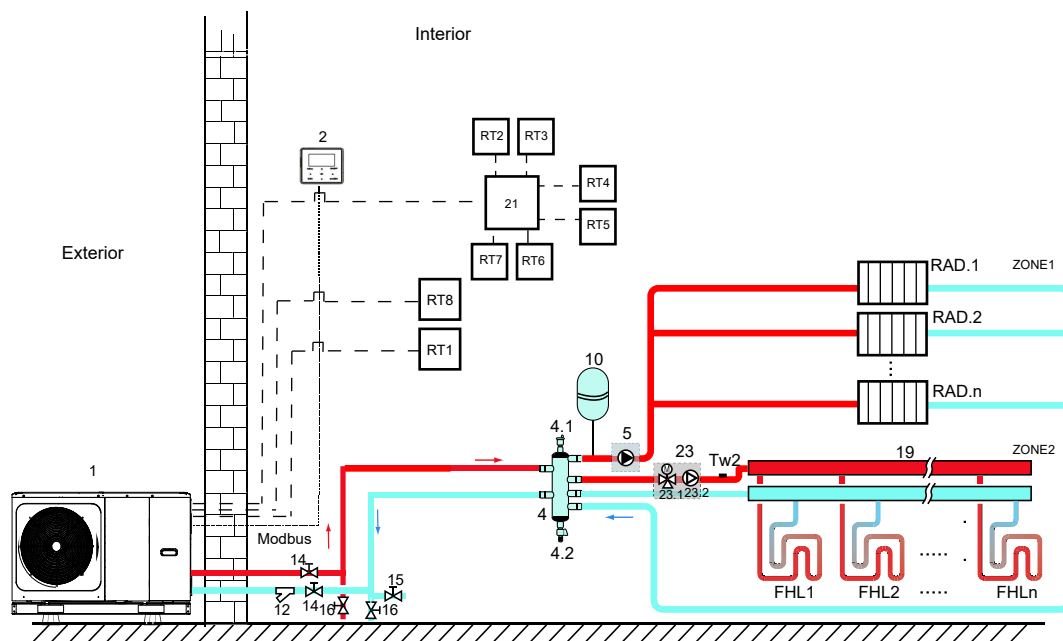 Interior
Exterior
2
RT2
RT3
RT4
21
RT5
RT7
RT6
RT8
RT1
RAD.1
ZONE1
RAD.2
RAD.n
10
4.1
5
23
Tw2
19
ZONE2
M
23.1
23.2
4
4.2
1
Modbus
14
12
14
16
16
15
FHL1
FHL2
FHLn